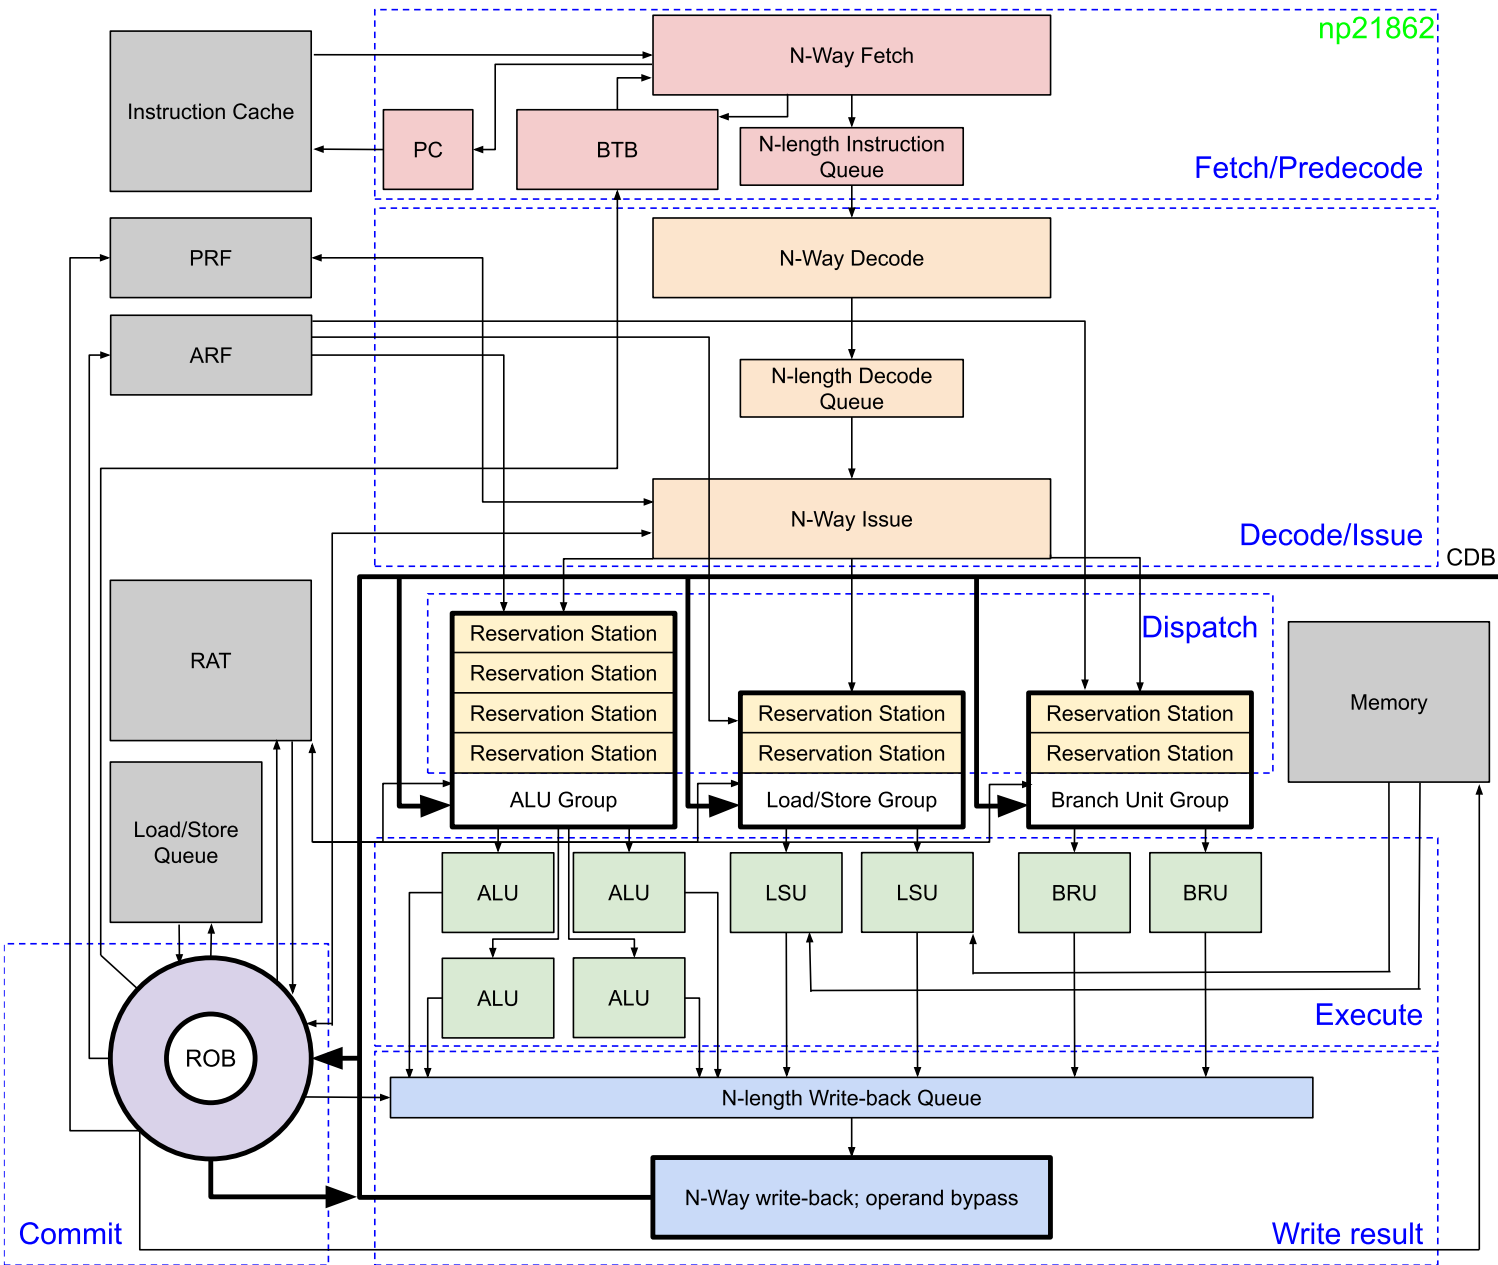 np21862
N-Way Fetch
Instruction Cache
PC
BTB
N-length Instruction
Queue
Fetch/Predecode
PRF
N-Way Decode
ARF
N-length Decode
Queue
N-Way Issue
Decode/Issue
CDB
Dispatch
Reservation Station
Reservation Station
Reservation Station
Reservation Station
ALU Group
Reservation Station
Reservation Station
Load/Store Group
Reservation Station
Reservation Station
Branch Unit Group
RAT
Memory
Load/Store
Queue
ALU
ALU
LSU
LSU
BRU
BRU
ALU
ALU
Execute
ROB
N-length Write-back Queue
N-Way write-back; operand bypass
Commit
Write result